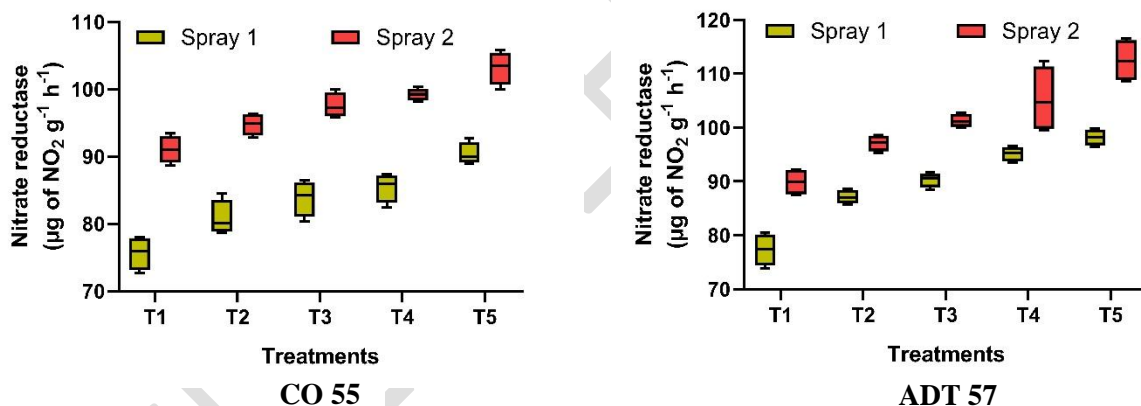 Spray 1 Spray 2
Nitrate reductase
(µg of NO₂ g⁻¹ h⁻¹)
110
100
90
80
70
T1 T2 T3 T4 T5
Treatments
CO 55
Spray 1 Spray 2
Nitrate reductase
(µg of NO₂ g⁻¹ h⁻¹)
120
110
100
90
80
70
T1 T2 T3 T4 T5
Treatments
ADT 57